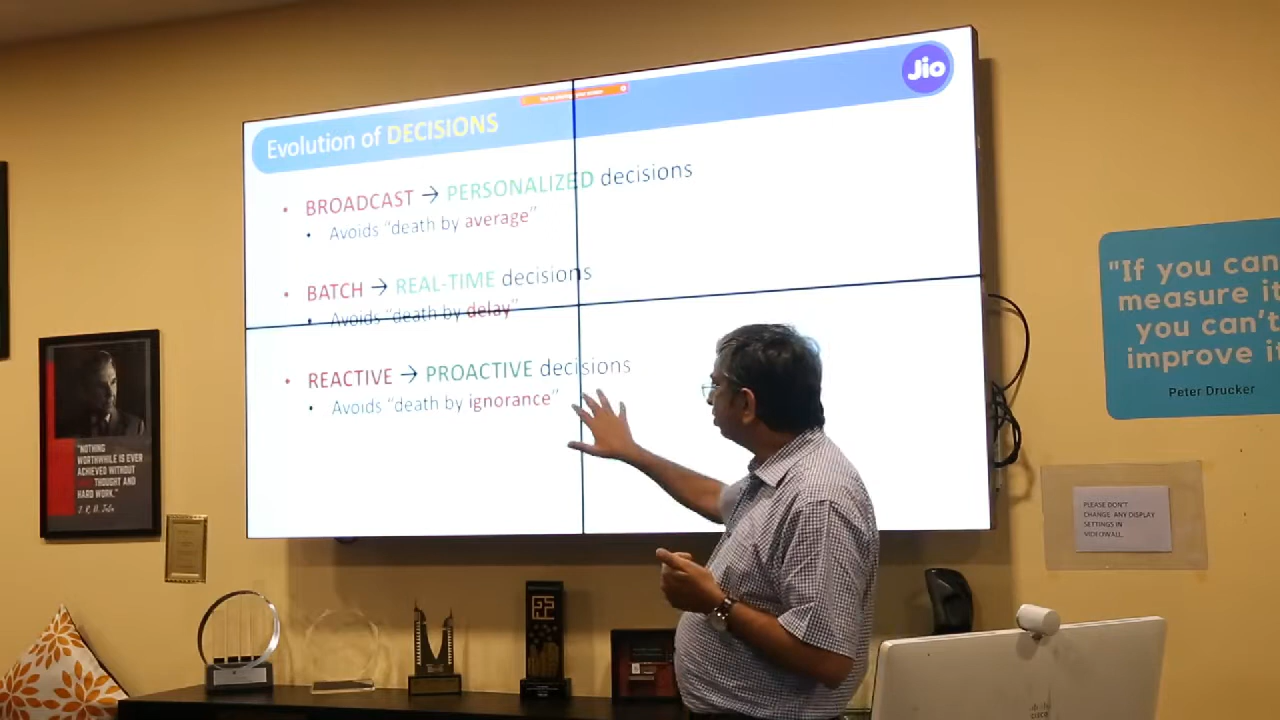 Jio
Evolution of DECISIONS
• BROADCAST → PERSONALIZED decisions
• Avoids “death by average”
• BATCH → REAL-TIME decisions
• Avoids “death by delay”
• REACTIVE → PROACTIVE decisions
• Avoids “death by ignorance”
"If you can
measure it
you can't
improve it
Peter Drucker
"NOTHING
WORTHWHILE IS EVER
ACHIEVED WITHOUT
THOUGHT AND
HARD WORK."
J. R. D. Tata
PLEASE DON'T
CHANGE ANY DISPLAY
SETTINGS IN
VIDEOWALL.